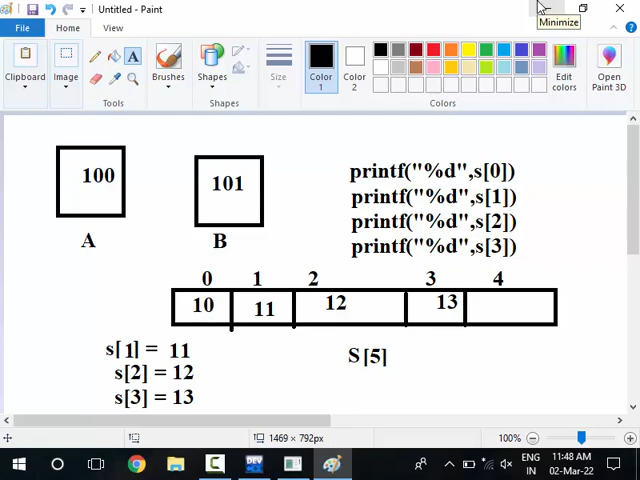 Untitled - Paint
Minimize
File Home View
Clipboard
Image
Tools
Brushes
Shapes
Shapes
Size
Color 1
Color 2
Colors
Edit colors
Open Paint 3D
A
100
101
A
B
printf("%d",s[0])
printf("%d",s[1])
printf("%d",s[2])
printf("%d",s[3])
0 1 2 3 4
10 11 12 13
s[1] = 11
s[2] = 12
s[3] = 13
S[5]
1469 × 792px
100%
DEV
ENG
IN
11:48 AM
02-Mar-22